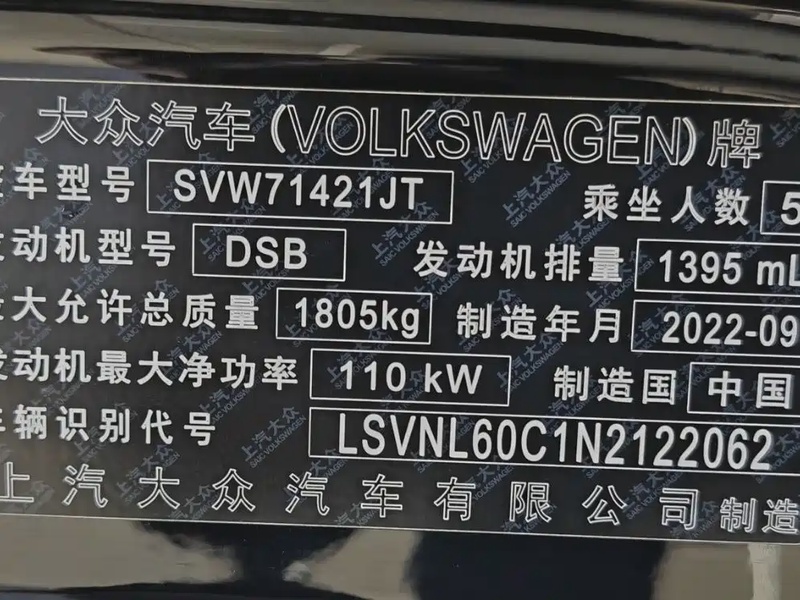 大众汽车(VOLKSWAGEN)牌
车型号 SVW71421JT 乘坐人数 5
动机型号 DSB 发动机排量 1395 mL
大允许总质量 1805kg 制造年月 2022-09
动机最大净功率 110 kW 制造国 中国
辆识别代号 LSVNL60C1N2122062
上汽大众汽车有限公司 制造